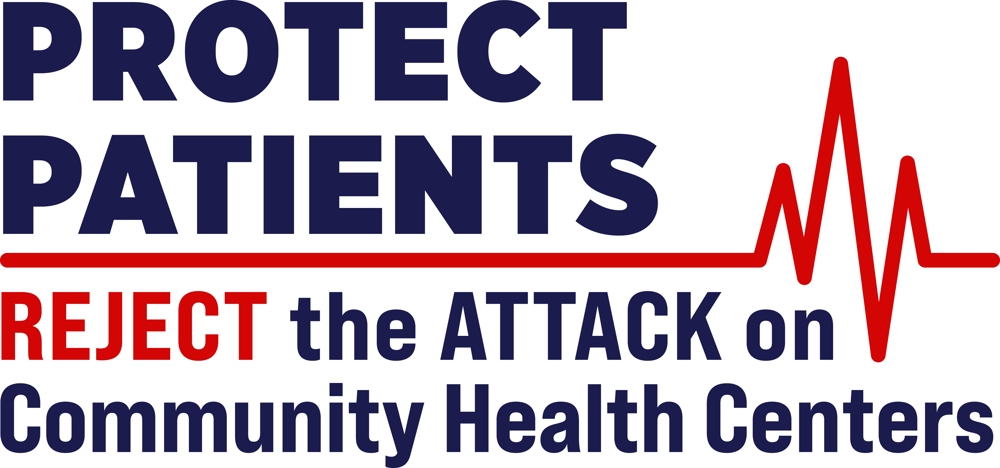 PROTECT
PATIENTS
REJECT the ATTACK on
Community Health Centers